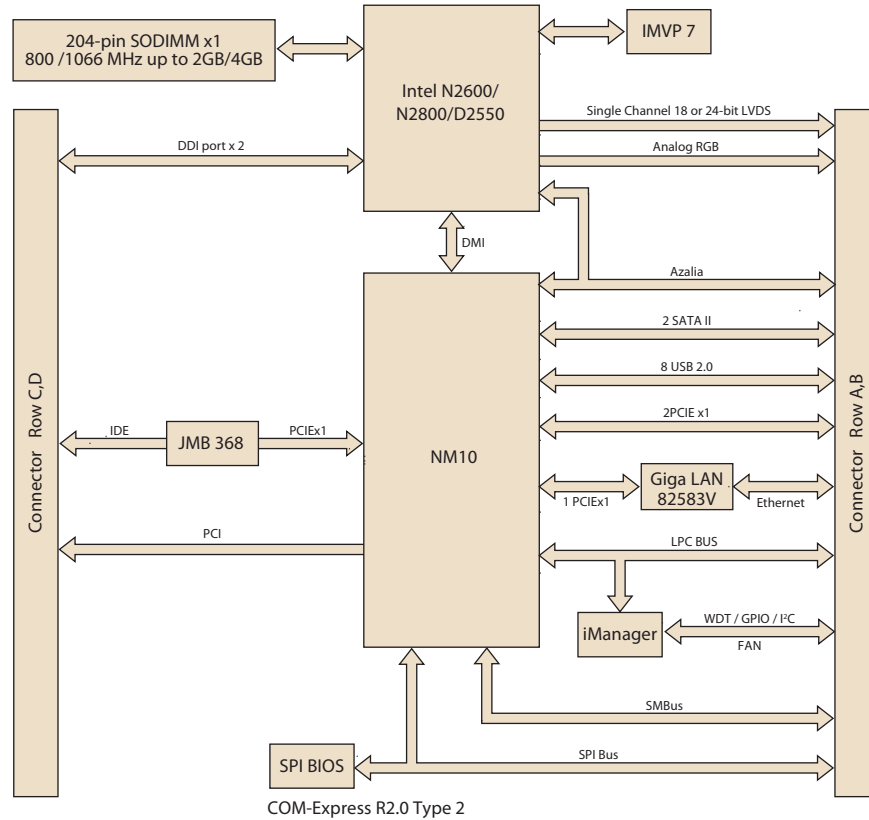 204-pin SODIMM x1
800 /1066 MHz up to 2GB/4GB
Intel N2600/
N2800/D2550
IMVP 7
Single Channel 18 or 24-bit LVDS
Analog RGB
DDI port x 2
DMI
Azalia
2 SATA II
8 USB 2.0
2PCIE x1
Connector Row C,D
Connector Row A,B
IDE
JMB 368
PCIEx1
NM10
1 PCIEx1
Giga LAN
82583V
Ethernet
PCI
LPC BUS
iManager
WDT / GPIO / I²C
FAN
SMBus
SPI BIOS
SPI Bus
COM-Express R2.0 Type 2